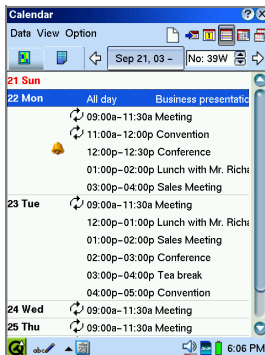 Calendar
Data View Option
Sep 21, 03 - No: 39W
21 Sun
22 Mon All day Business presentatic
09:00a-11:30a Meeting
11:00a-12:00p Convention
12:00p-12:30p Conference
01:00p-02:00p Lunch with Mr. Richa
03:00p-04:00p Sales Meeting
23 Tue 09:00a-11:30a Meeting
12:00p-01:00p Lunch with Mr. Richa
01:00p-02:00p Sales Meeting
02:00p-03:00p Conference
03:00p-04:00p Tea break
04:00p-05:00p Convention
24 Wed 09:00a-11:30a Meeting
25 Thu 09:00a-11:30a Meeting
abc 6:06 PM